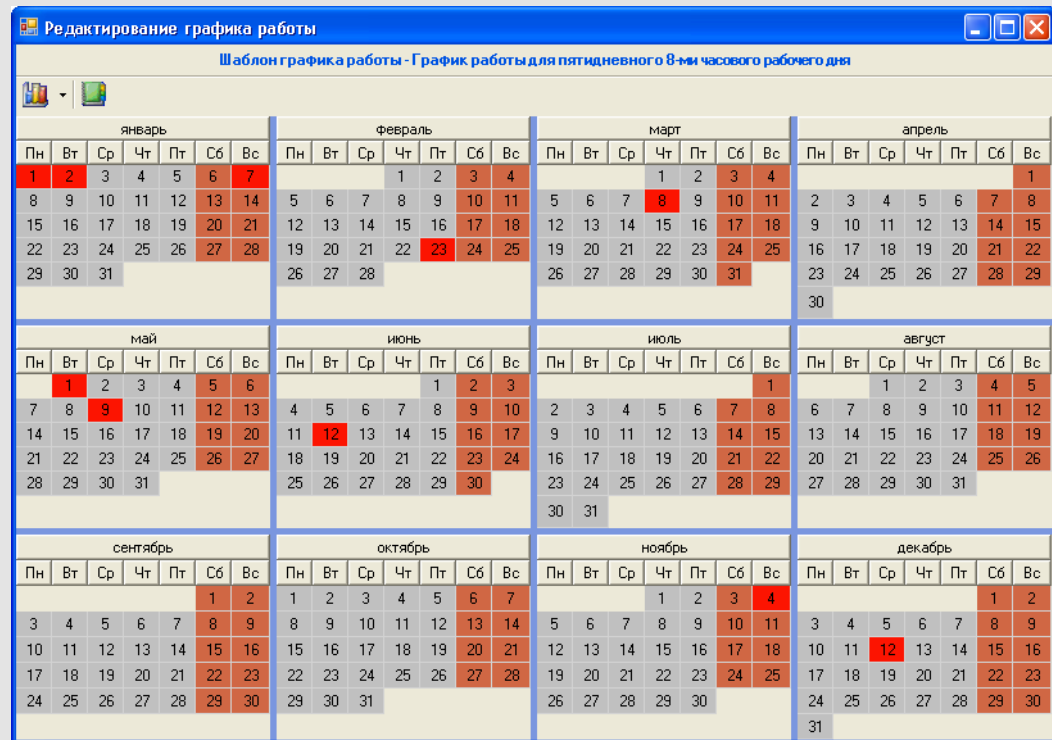 Редактирование графика работы
Шаблон графика работы - График работы для пятидневного 8-ми часового рабочего дня
январь февраль март апрель
Пн Вт Ср Чт Пт Сб Вс Пн Вт Ср Чт Пт Сб Вс Пн Вт Ср Чт Пт Сб Вс Пн Вт Ср Чт Пт Сб Вс
1 2 3 4 5 6 7 1 2 3 4 1 2 3 4 1
8 9 10 11 12 13 14 5 6 7 8 9 10 11 5 6 7 8 9 10 11 2 3 4 5 6 7 8
15 16 17 18 19 20 21 12 13 14 15 16 17 18 12 13 14 15 16 17 18 9 10 11 12 13 14 15
22 23 24 25 26 27 28 19 20 21 22 23 24 25 19 20 21 22 23 24 25 16 17 18 19 20 21 22
29 30 31 26 27 28 26 27 28 29 30 31 23 24 25 26 27 28 29
30
май июнь июль август
Пн Вт Ср Чт Пт Сб Вс Пн Вт Ср Чт Пт Сб Вс Пн Вт Ср Чт Пт Сб Вс Пн Вт Ср Чт Пт Сб Вс
1 2 3 4 5 6 1 2 3 1 1 2 3 4 5
7 8 9 10 11 12 13 4 5 6 7 8 9 10 2 3 4 5 6 7 8 6 7 8 9 10 11 12
14 15 16 17 18 19 20 11 12 13 14 15 16 17 9 10 11 12 13 14 15 13 14 15 16 17 18 19
21 22 23 24 25 26 27 18 19 20 21 22 23 24 16 17 18 19 20 21 22 20 21 22 23 24 25 26
28 29 30 31 25 26 27 28 29 30 23 24 25 26 27 28 29 27 28 29 30 31
30 31
сентябрь октябрь ноябрь декабрь
Пн Вт Ср Чт Пт Сб Вс Пн Вт Ср Чт Пт Сб Вс Пн Вт Ср Чт Пт Сб Вс Пн Вт Ср Чт Пт Сб Вс
1 2 1 2 3 4 5 6 7 1 2 3 4 1 2
3 4 5 6 7 8 9 8 9 10 11 12 13 14 5 6 7 8 9 10 11 3 4 5 6 7 8 9
10 11 12 13 14 15 16 15 16 17 18 19 20 21 12 13 14 15 16 17 18 10 11 12 13 14 15 16
17 18 19 20 21 22 23 22 23 24 25 26 27 28 19 20 21 22 23 24 25 17 18 19 20 21 22 23
24 25 26 27 28 29 30 29 30 31 26 27 28 29 30 24 25 26 27 28 29 30
31